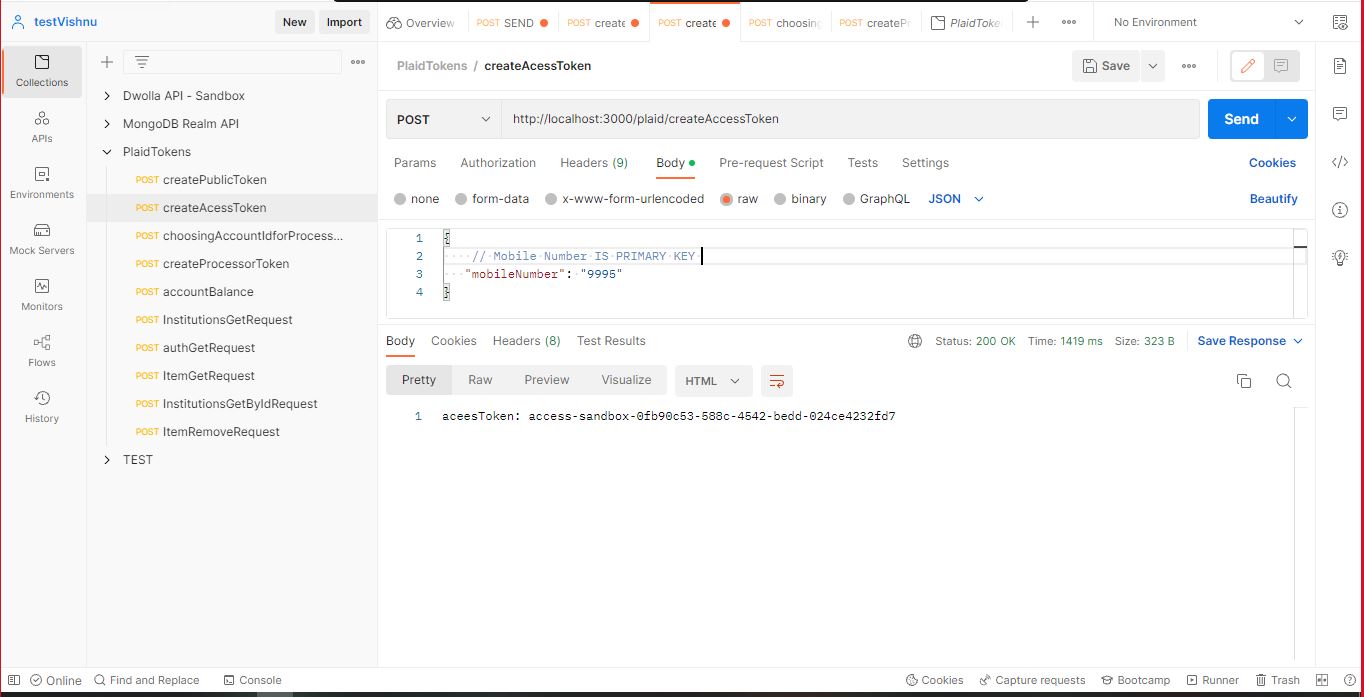 testVishnu
New
Import
Overview
POST SEND
POST create
POST create
POST choosing
POST createPr
PlaidToke
No Environment
Collections
APIs
Environments
Mock Servers
Monitors
Flows
History
Dwolla API - Sandbox
MongoDB Realm API
PlaidTokens
POST createPublicToken
POST createAcessToken
POST choosingAccountIdforProcess...
POST createProcessorToken
POST accountBalance
POST InstitutionsGetRequest
POST authGetRequest
POST ItemGetRequest
POST InstitutionsGetByIdRequest
POST ItemRemoveRequest
TEST
PlaidTokens / createAcessToken
Save
POST
http://localhost:3000/plaid/createAccessToken
Send
Params Authorization Headers (9) Body Pre-request Script Tests Settings
Cookies
none form-data x-www-form-urlencoded raw binary GraphQL JSON
Beautify
1 {
2 // Mobile Number IS PRIMARY KEY
3 "mobileNumber": "9995"
4 }
Body Cookies Headers (8) Test Results
Status: 200 OK Time: 1419 ms Size: 323 B
Save Response
Pretty Raw Preview Visualize HTML
1 aceesToken: access-sandbox-0fb90c53-588c-4542-bedd-024ce4232fd7
Online Find and Replace Console
Cookies Capture requests Bootcamp Runner Trash